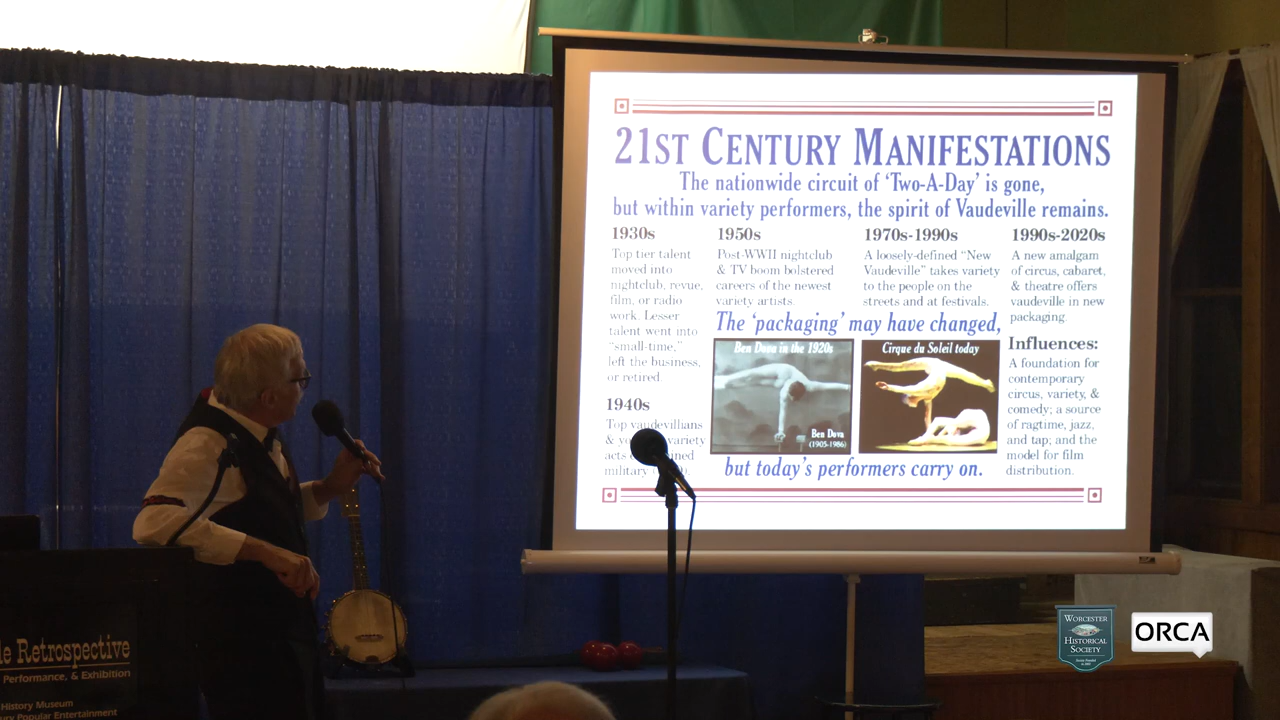 21ST CENTURY MANIFESTATIONS
The nationwide circuit of 'Two-A-Day' is gone,
but within variety performers, the spirit of Vaudeville remains.
1930s
Top tier talent
moved into
nightclub, revue,
film, or radio
work. Lesser
talent went into
"small-time,"
left the business,
or retired.
1940s
Top vaudevillians
&
variety
acts
military
1950s
Post-WWII nightclub
& TV boom bolstered
careers of the newest
variety artists.
1970s-1990s
A loosely-defined "New
Vaudeville" takes variety
to the people on the
streets and at festivals.
1990s-2020s
A new amalgam
of circus, cabaret,
& theatre offers
vaudeville in new
packaging.
The 'packaging' may have changed,
Ben Dova in the 1920s
Ben Dova
(1905-1986)
Cirque du Soleil today
but today's performers carry on.
Influences:
A foundation for
contemporary
circus, variety, &
comedy; a source
of ragtime, jazz,
and tap; and the
model for film
distribution.
le Retrospective
Performance, & Exhibition
History Museum
ury Popular Entertainment
WORCESTER
HISTORICAL
SOCIETY
ORCA